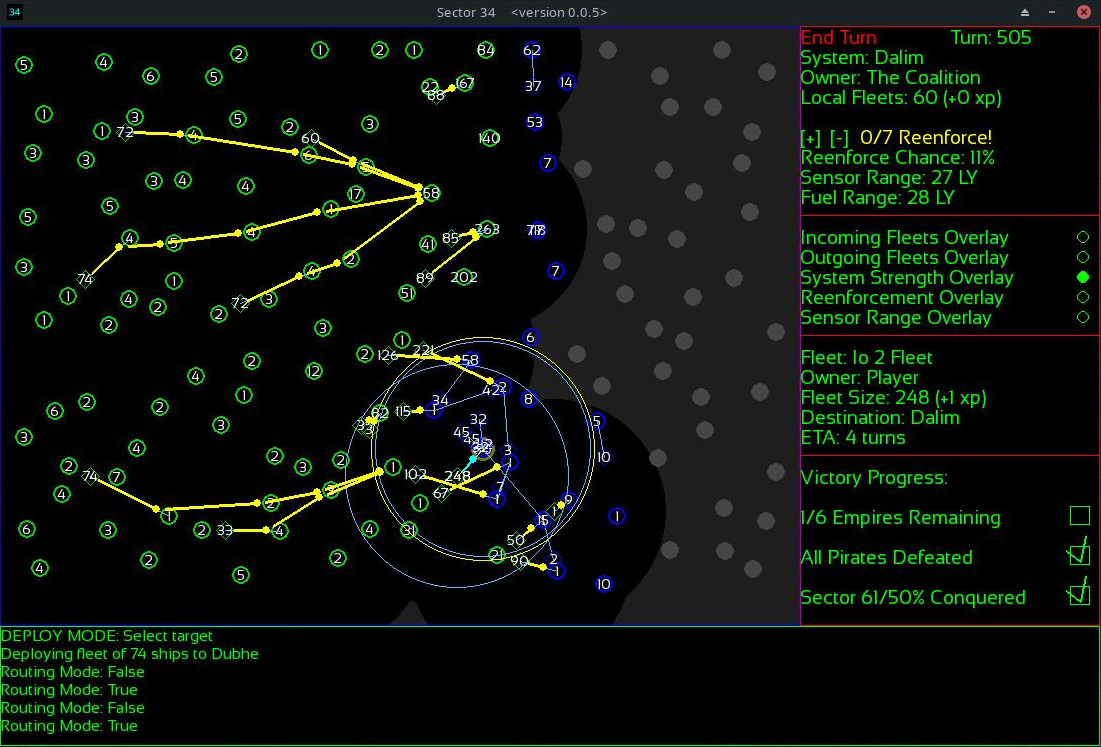 34
Sector 34 <version 0.0.5>
End Turn Turn: 505
System: Dalim
Owner: The Coalition
Local Fleets: 60 (+0 xp)
[+] [-] 0/7 Reenforce!
Reenforce Chance: 11%
Sensor Range: 27 LY
Fuel Range: 28 LY
Incoming Fleets Overlay
Outgoing Fleets Overlay
System Strength Overlay
Reenforcement Overlay
Sensor Range Overlay
Fleet: Io 2 Fleet
Owner: Player
Fleet Size: 248 (+1 xp)
Destination: Dalim
ETA: 4 turns
Victory Progress:
1/6 Empires Remaining
All Pirates Defeated
Sector 61/50% Conquered
5 4 6 5 2 1 2 1 84 62
22 167 88 37 14
1 3 1 72 4 5 2 3 60 140 53
3 3 6 5 7
3 4 4 17 58
5 5 1
4 5 4 41 85 263
3 74 1 4 2 1 72 3 4 2 89 202 51 7
1 2 2 3 1 6
2 12 2 126 221 58
4 1 42 2 8
6 2 2 3 62 33 115 34 1 32 5
3 4 2 3 2 45 3 10
2 74 7 4 1 102 248 67 1 7 1
1 2 3 1 9 1
6 3 2 33 4 4 31 50 15 1
4 2 5 2 21 90 2 1 10
DEPLOY MODE: Select target
Deploying fleet of 74 ships to Dubhe
Routing Mode: False
Routing Mode: True
Routing Mode: False
Routing Mode: True